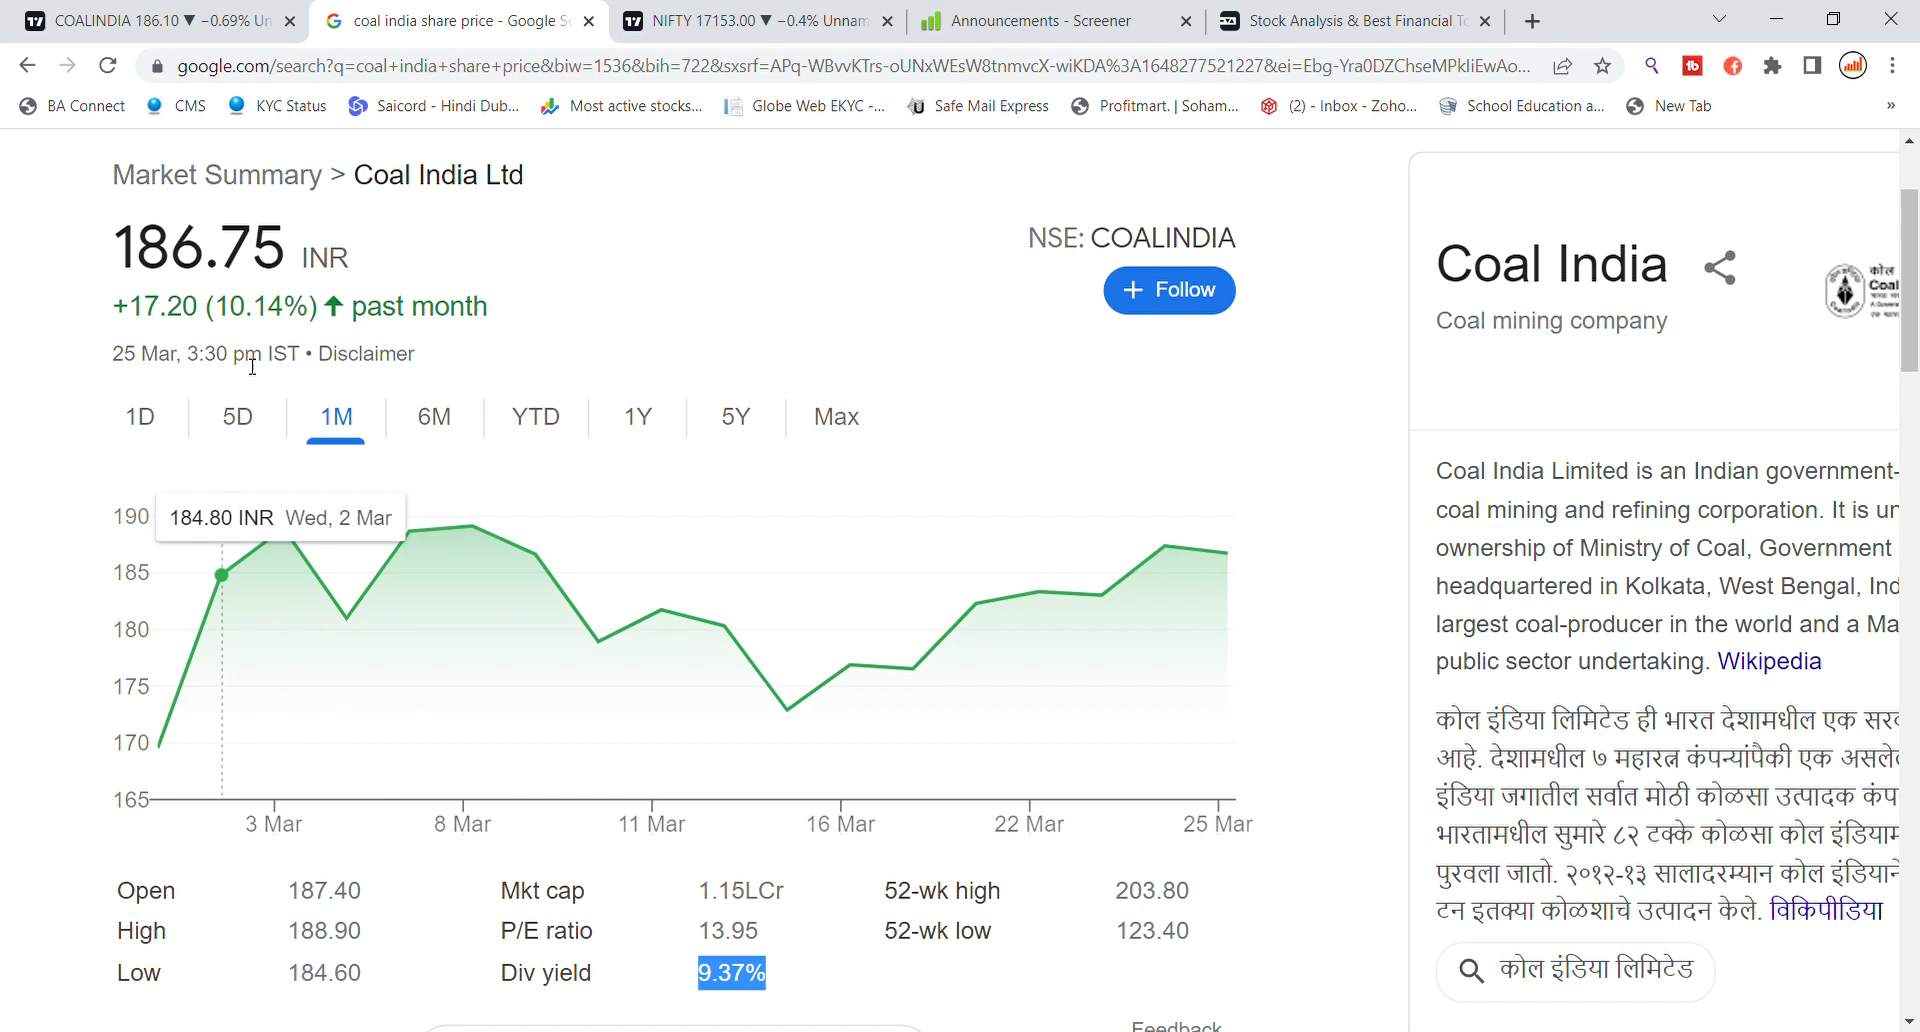 COALINDIA 186.10 ▼ −0.69% Un
coal india share price - Google Se
NIFTY 17153.00 ▼ −0.4% Unnam
Announcements - Screener
Stock Analysis & Best Financial To
google.com/search?q=coal+india+share+price&biw=1536&bih=722&sxsrf=APq-WBvvKTrs-oUNxWEsW8tnmvcX-wiKDA%3A1648277521227&ei=Ebg-Yra0DZChseMPkIiEwAo...
BA Connect
CMS
KYC Status
Saicord - Hindi Dub...
Most active stocks...
Globe Web EKYC -...
Safe Mail Express
Profitmart. | Soham...
(2) - Inbox - Zoho...
School Education a...
New Tab
»
Market Summary > Coal India Ltd
186.75 INR
NSE: COALINDIA
+ Follow
+17.20 (10.14%) ↑ past month
25 Mar, 3:30 pm IST • Disclaimer
1D 5D 1M 6M YTD 1Y 5Y Max
184.80 INR Wed, 2 Mar
190
185
180
175
170
165
3 Mar 8 Mar 11 Mar 16 Mar 22 Mar 25 Mar
Open 187.40 Mkt cap 1.15LCr 52-wk high 203.80
High 188.90 P/E ratio 13.95 52-wk low 123.40
Low 184.60 Div yield 9.37%
Feedback
Coal India
कोल
Coal
Coal mining company
Coal India Limited is an Indian government-
coal mining and refining corporation. It is un
ownership of Ministry of Coal, Government
headquartered in Kolkata, West Bengal, Ind
largest coal-producer in the world and a Ma
public sector undertaking. Wikipedia
कोल इंडिया लिमिटेड ही भारत देशामधील एक सर
आहे. देशामधील ७ महारत्न कंपन्यांपैकी एक असले
इंडिया जगातील सर्वात मोठी कोळसा उत्पादक कंप
भारतामधील सुमारे ८२ टक्के कोळसा कोल इंडियाम
पुरवला जातो. २०१२-१३ सालादरम्यान कोल इंडियाने
टन इतक्या कोळशाचे उत्पादन केले. विकिपीडिया
कोल इंडिया लिमिटेड